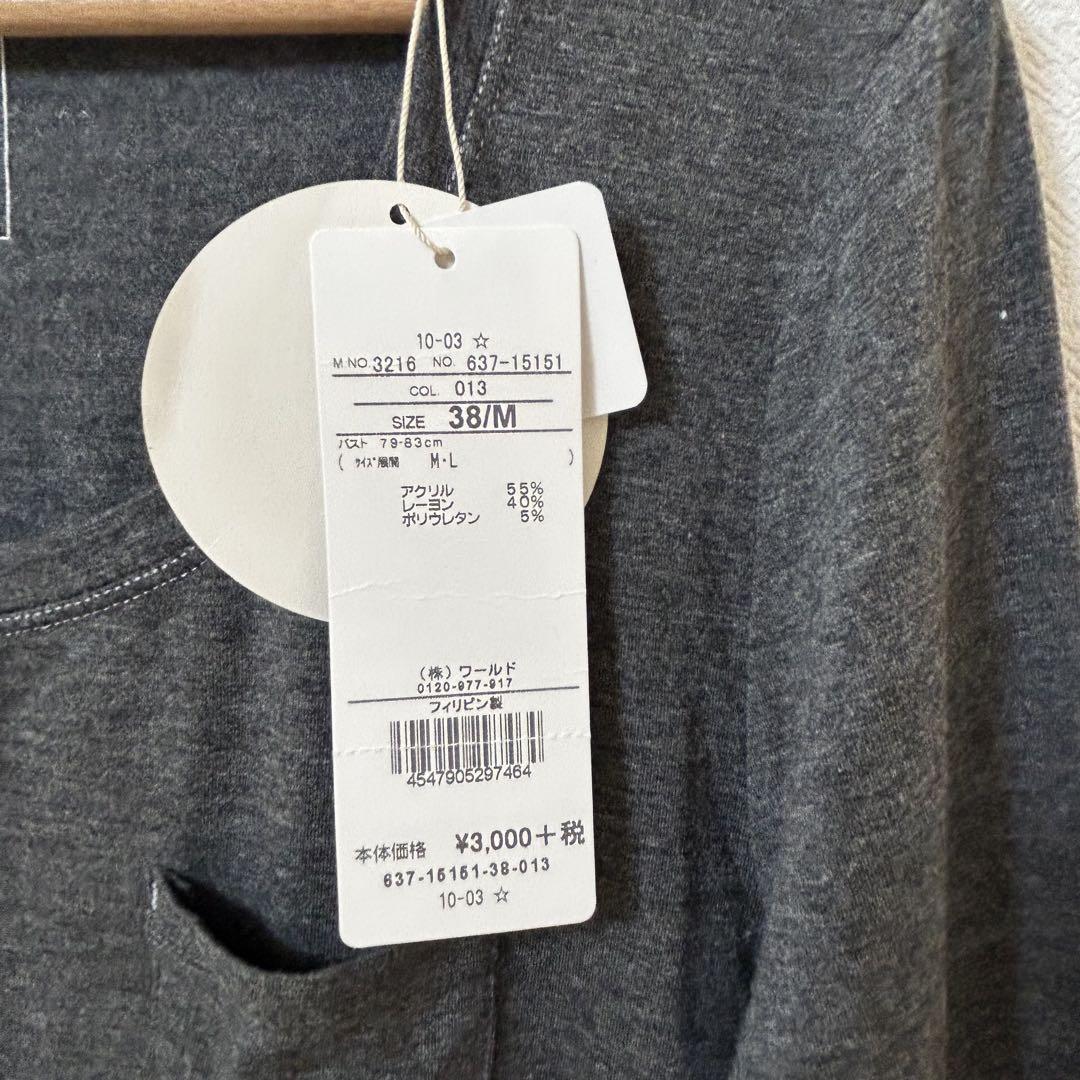 10-03 ☆
M NO. 3216 NO. 637-15151
COL. 013
SIZE 38/M
バスト 79-83cm
( サイズ展開 M・L )
アクリル 55%
レーヨン 40%
ポリウレタン 5%
(株)ワールド
0120-977-917
フィリピン製
4547905297464
本体価格 ¥3,000+税
637-15151-38-013
10-03 ☆